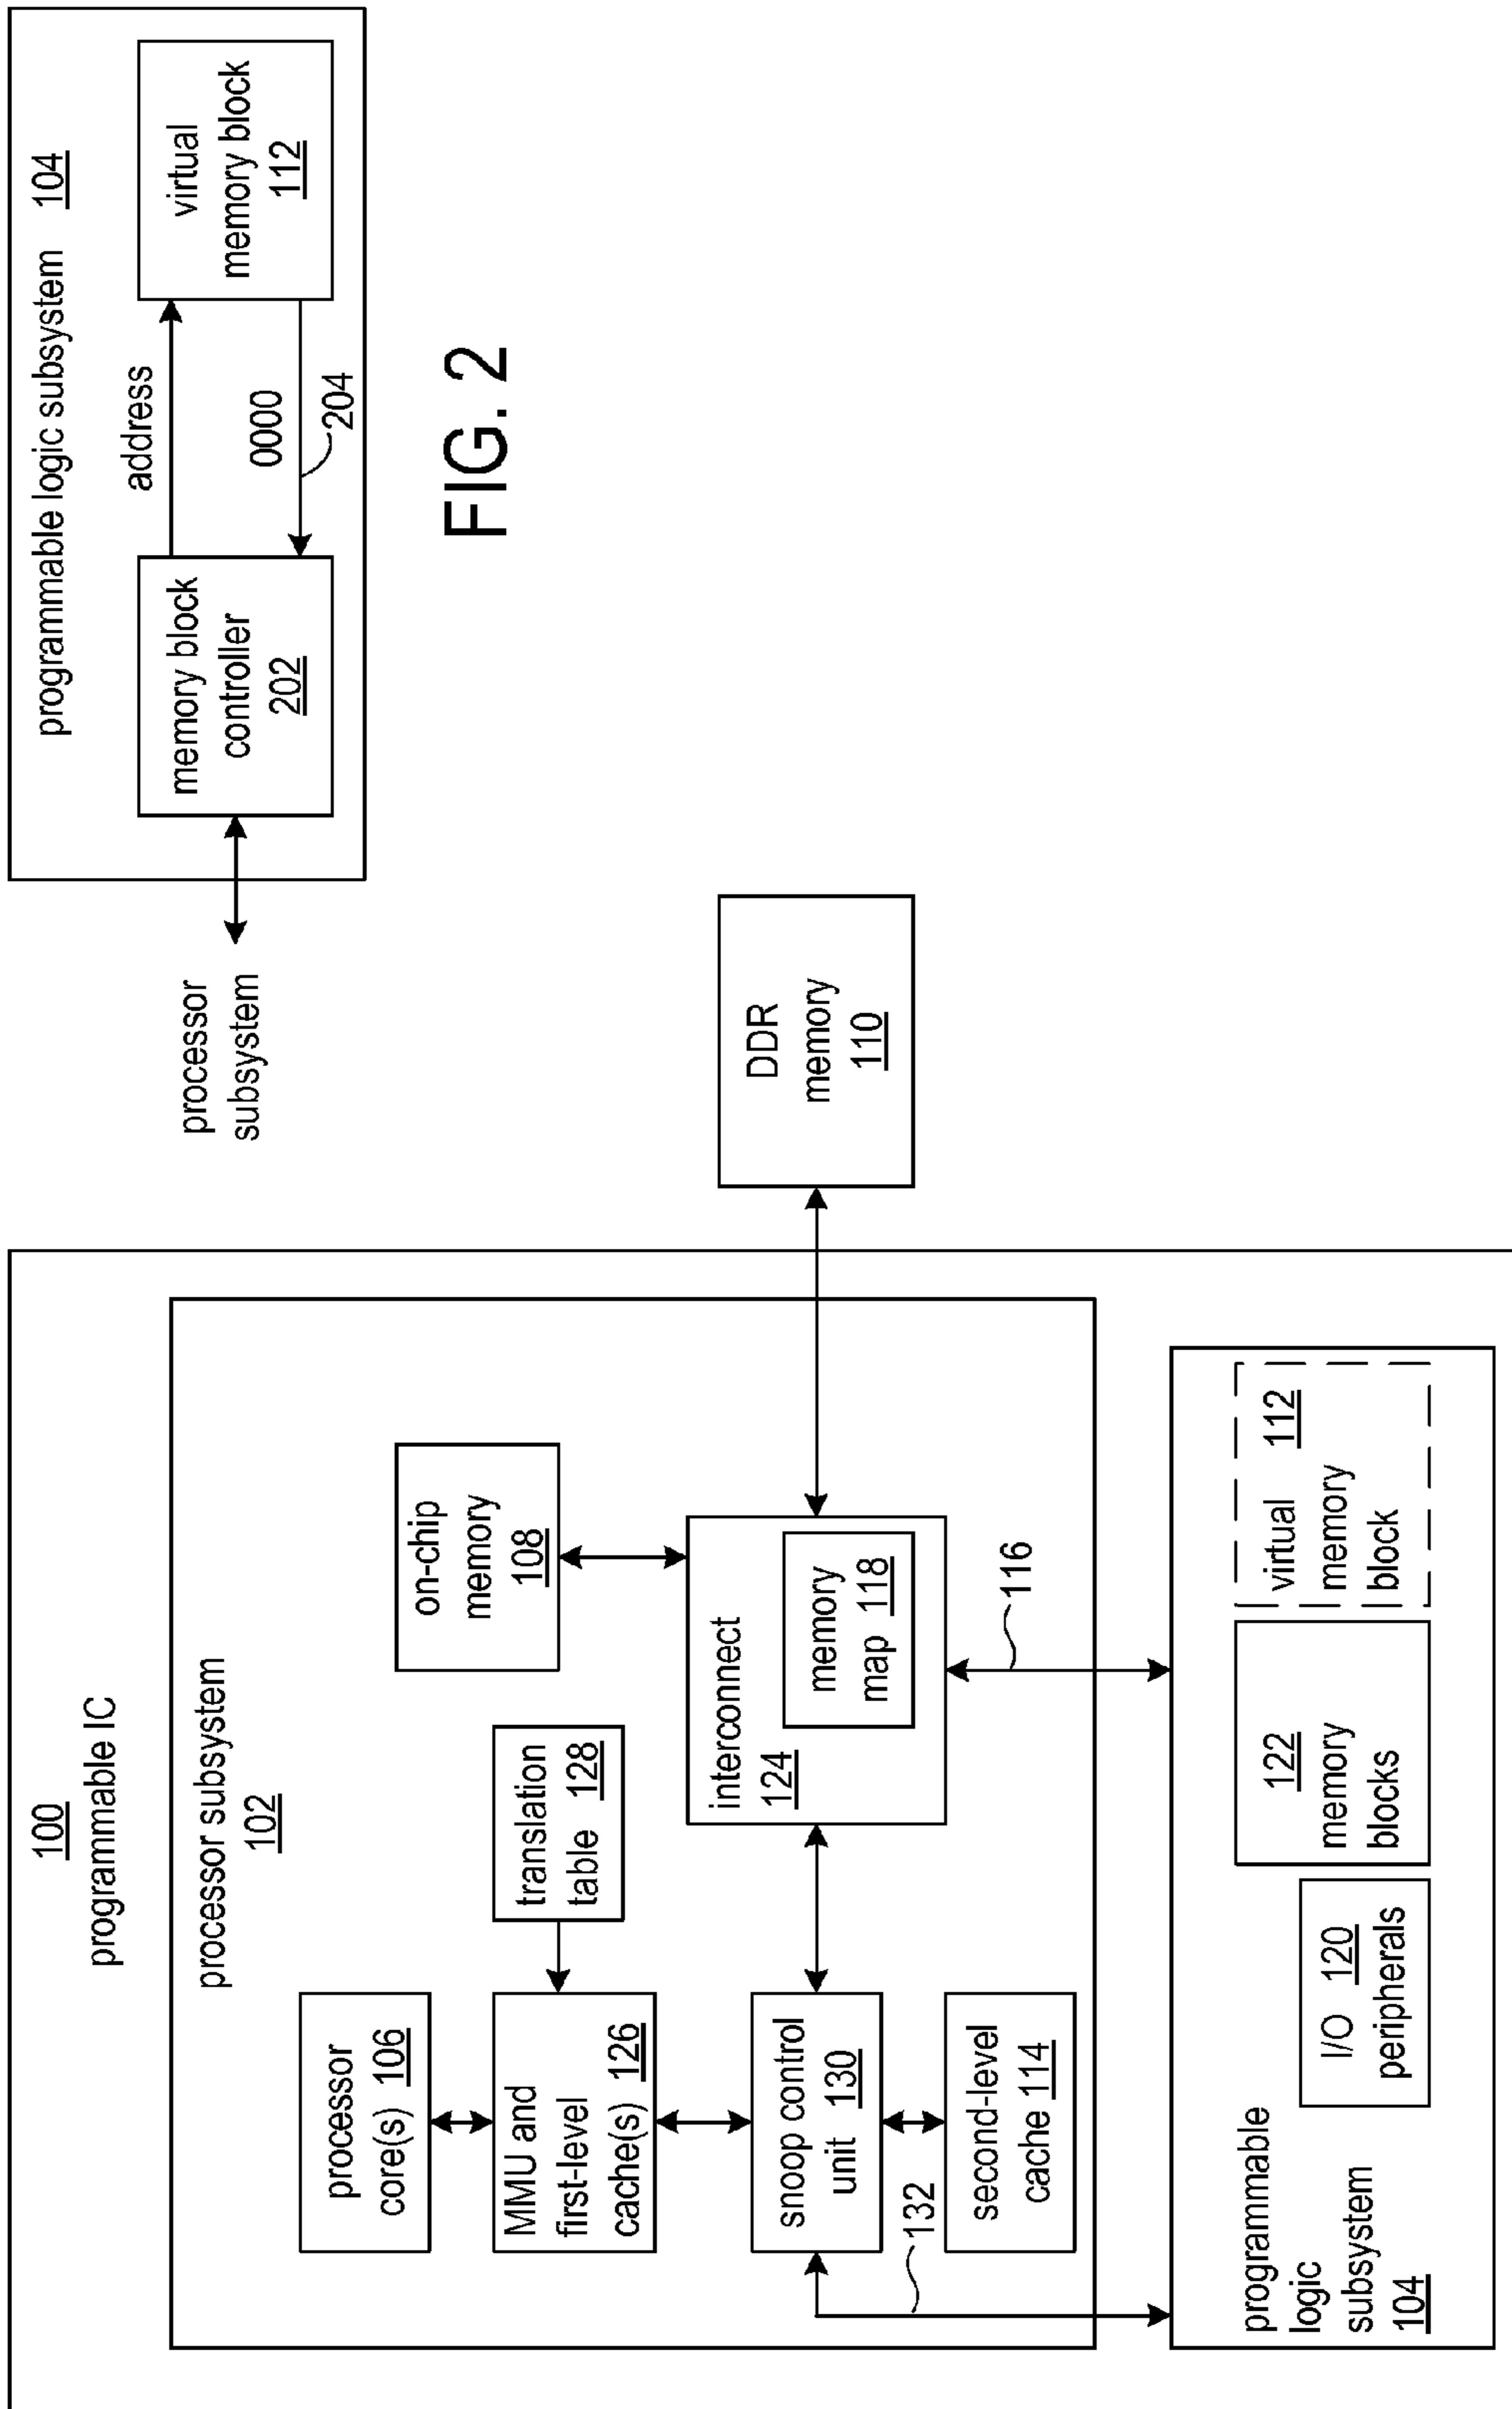 100
programmable IC
processor subsystem
102
processor
core(s) 106
MMU and
first-level
cache(s) 126
translation
table 128
on-chip
memory
108
snoop control
unit 130
second-level
cache 114
interconnect
124
memory
map 118
116
132
DDR
memory
110
programmable
logic
subsystem
104
I/O 120
peripherals
122
memory
blocks
virtual 112
memory
block
programmable logic subsystem 104
processor
subsystem
memory block
controller
202
address
0000
204
virtual
memory block
112
FIG. 2